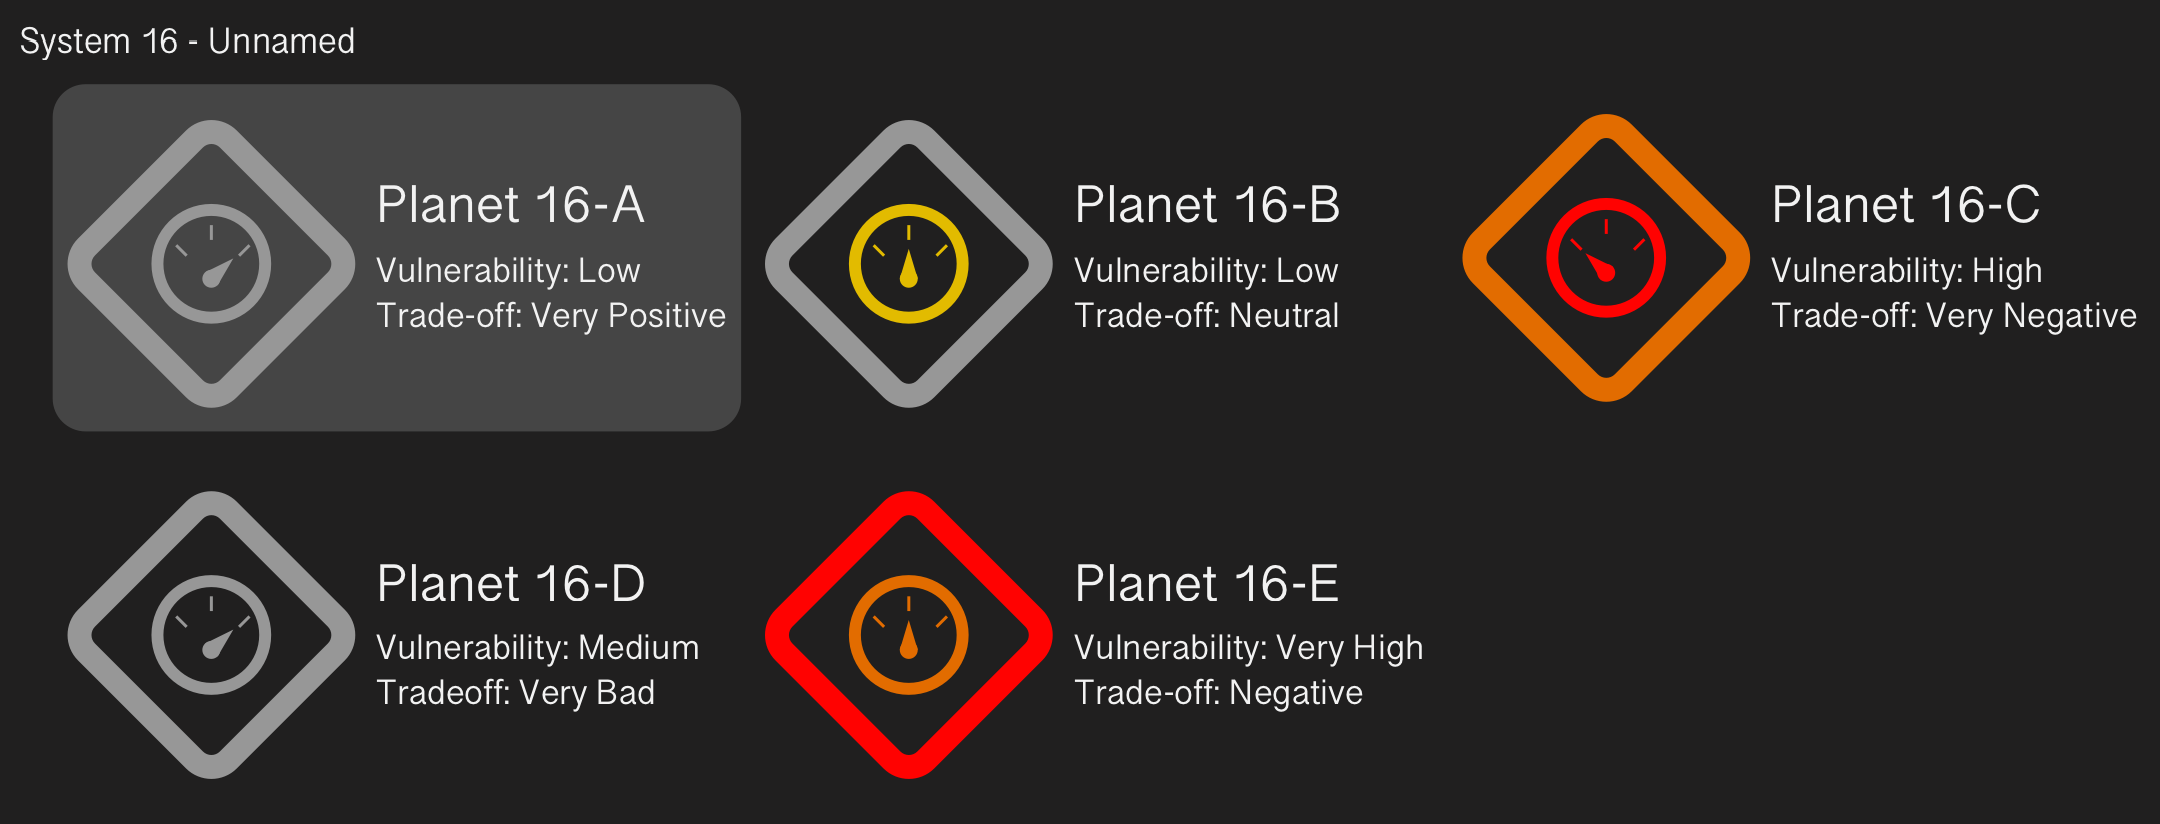 System 16 - Unnamed
Planet 16-A
Vulnerability: Low
Trade-off: Very Positive
Planet 16-B
Vulnerability: Low
Trade-off: Neutral
Planet 16-C
Vulnerability: High
Trade-off: Very Negative
Planet 16-D
Vulnerability: Medium
Tradeoff: Very Bad
Planet 16-E
Vulnerability: Very High
Trade-off: Negative